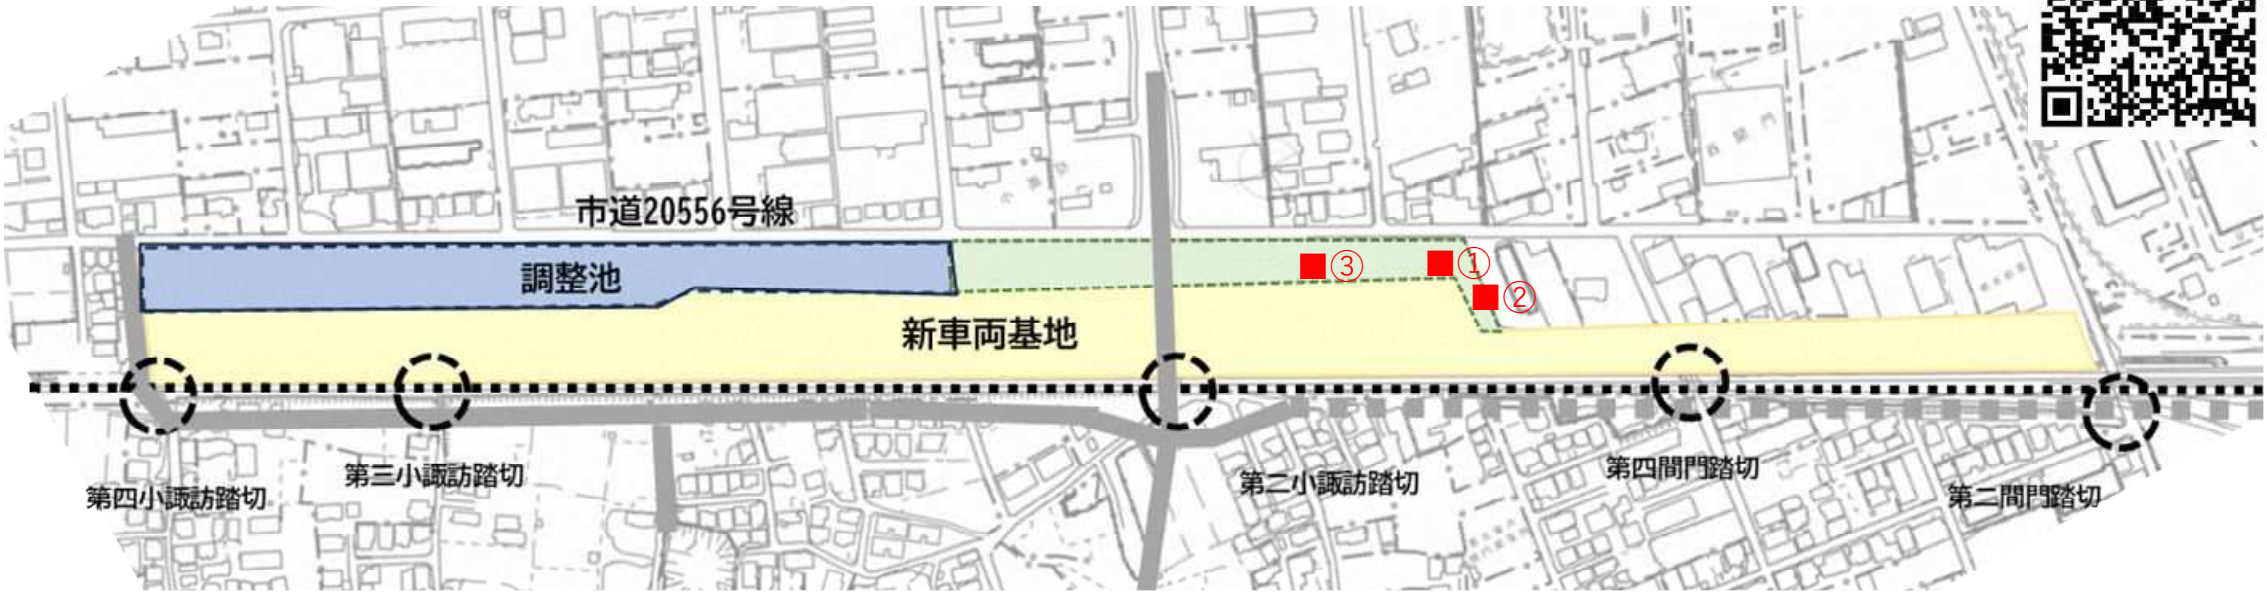 市道20556号線
③
①
調整池
②
新車両基地
第四小諏訪踏切
第三小諏訪踏切
第二小諏訪踏切
第四間門踏切
第二間門踏切